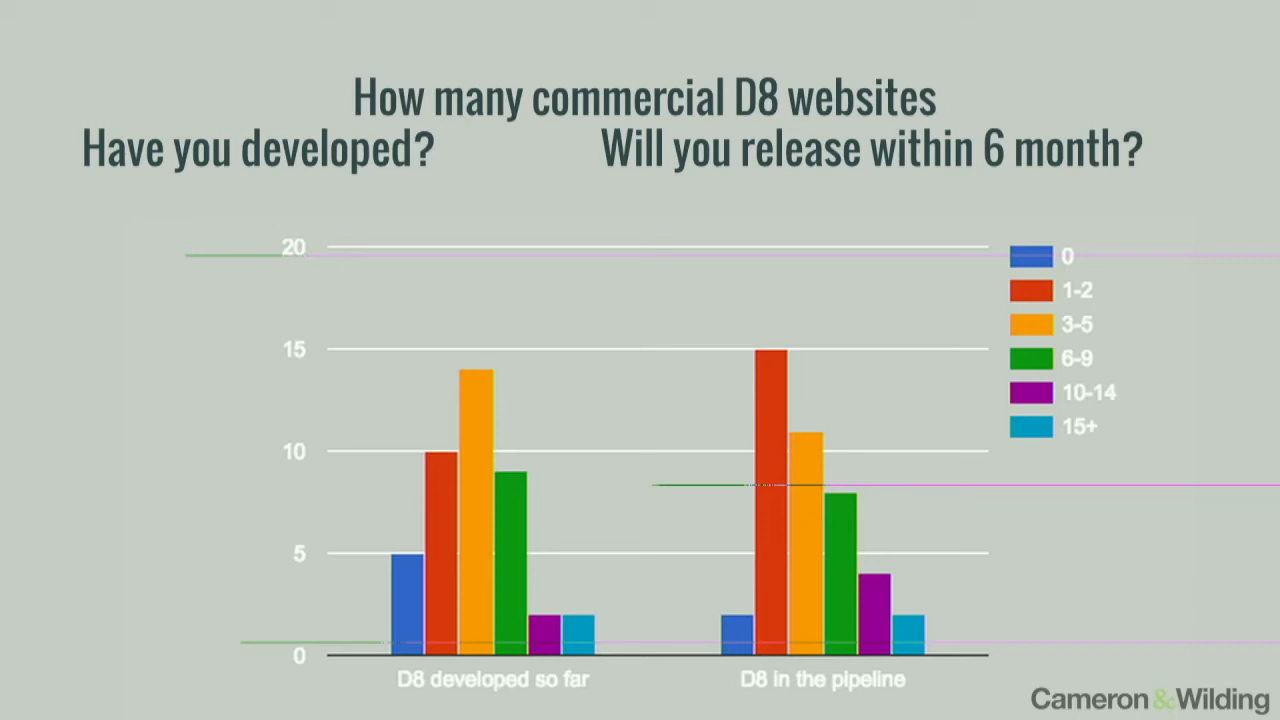 How many commercial D8 websites
Have you developed? Will you release within 6 month?
20
15
10
5
0
D8 developed so far
D8 in the pipeline
0
1-2
3-5
6-9
10-14
15+
Cameron&Wilding